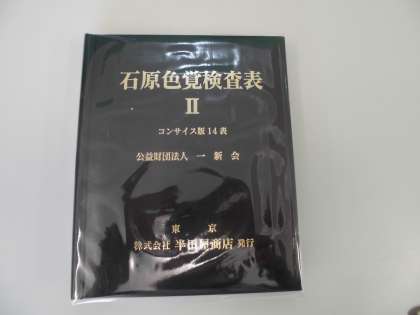 石原色覚検査表
II
コンサイス版14表
公益財団法人 一新会
東京
株式会社 半田屋商店 発行